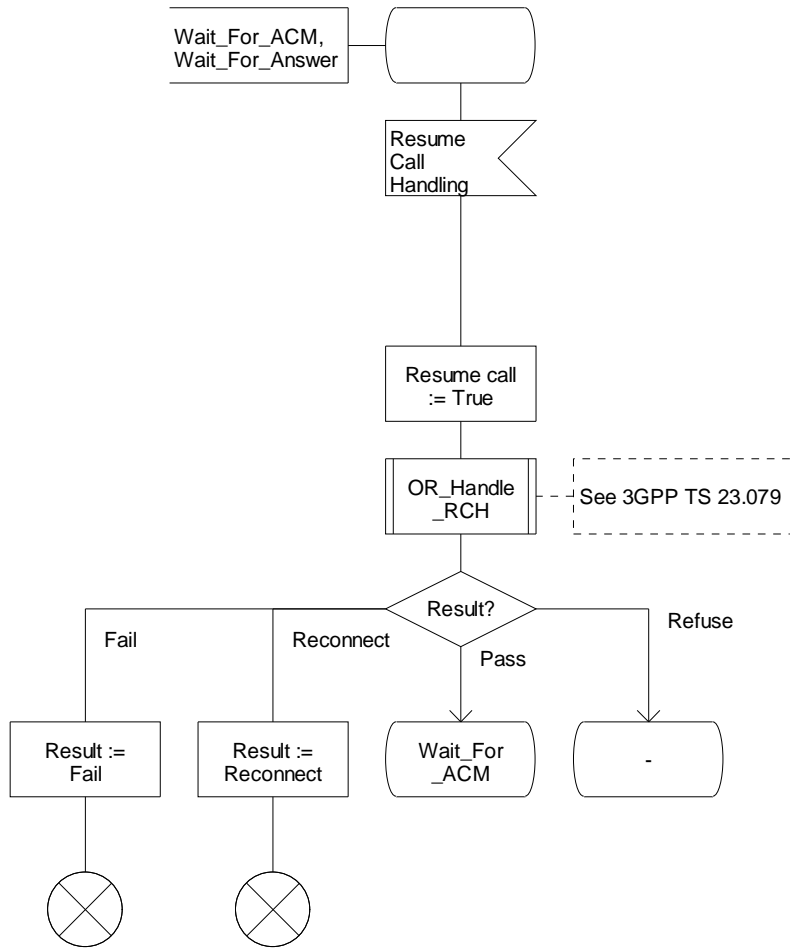 Wait_For_ACM,
Wait_For_Answer
Resume
Call
Handling
Resume call
:= True
OR_Handle
_RCH
See 3GPP TS 23.079
Result?
Fail
Reconnect
Pass
Refuse
Result :=
Fail
Result :=
Reconnect
Wait_For
_ACM
-